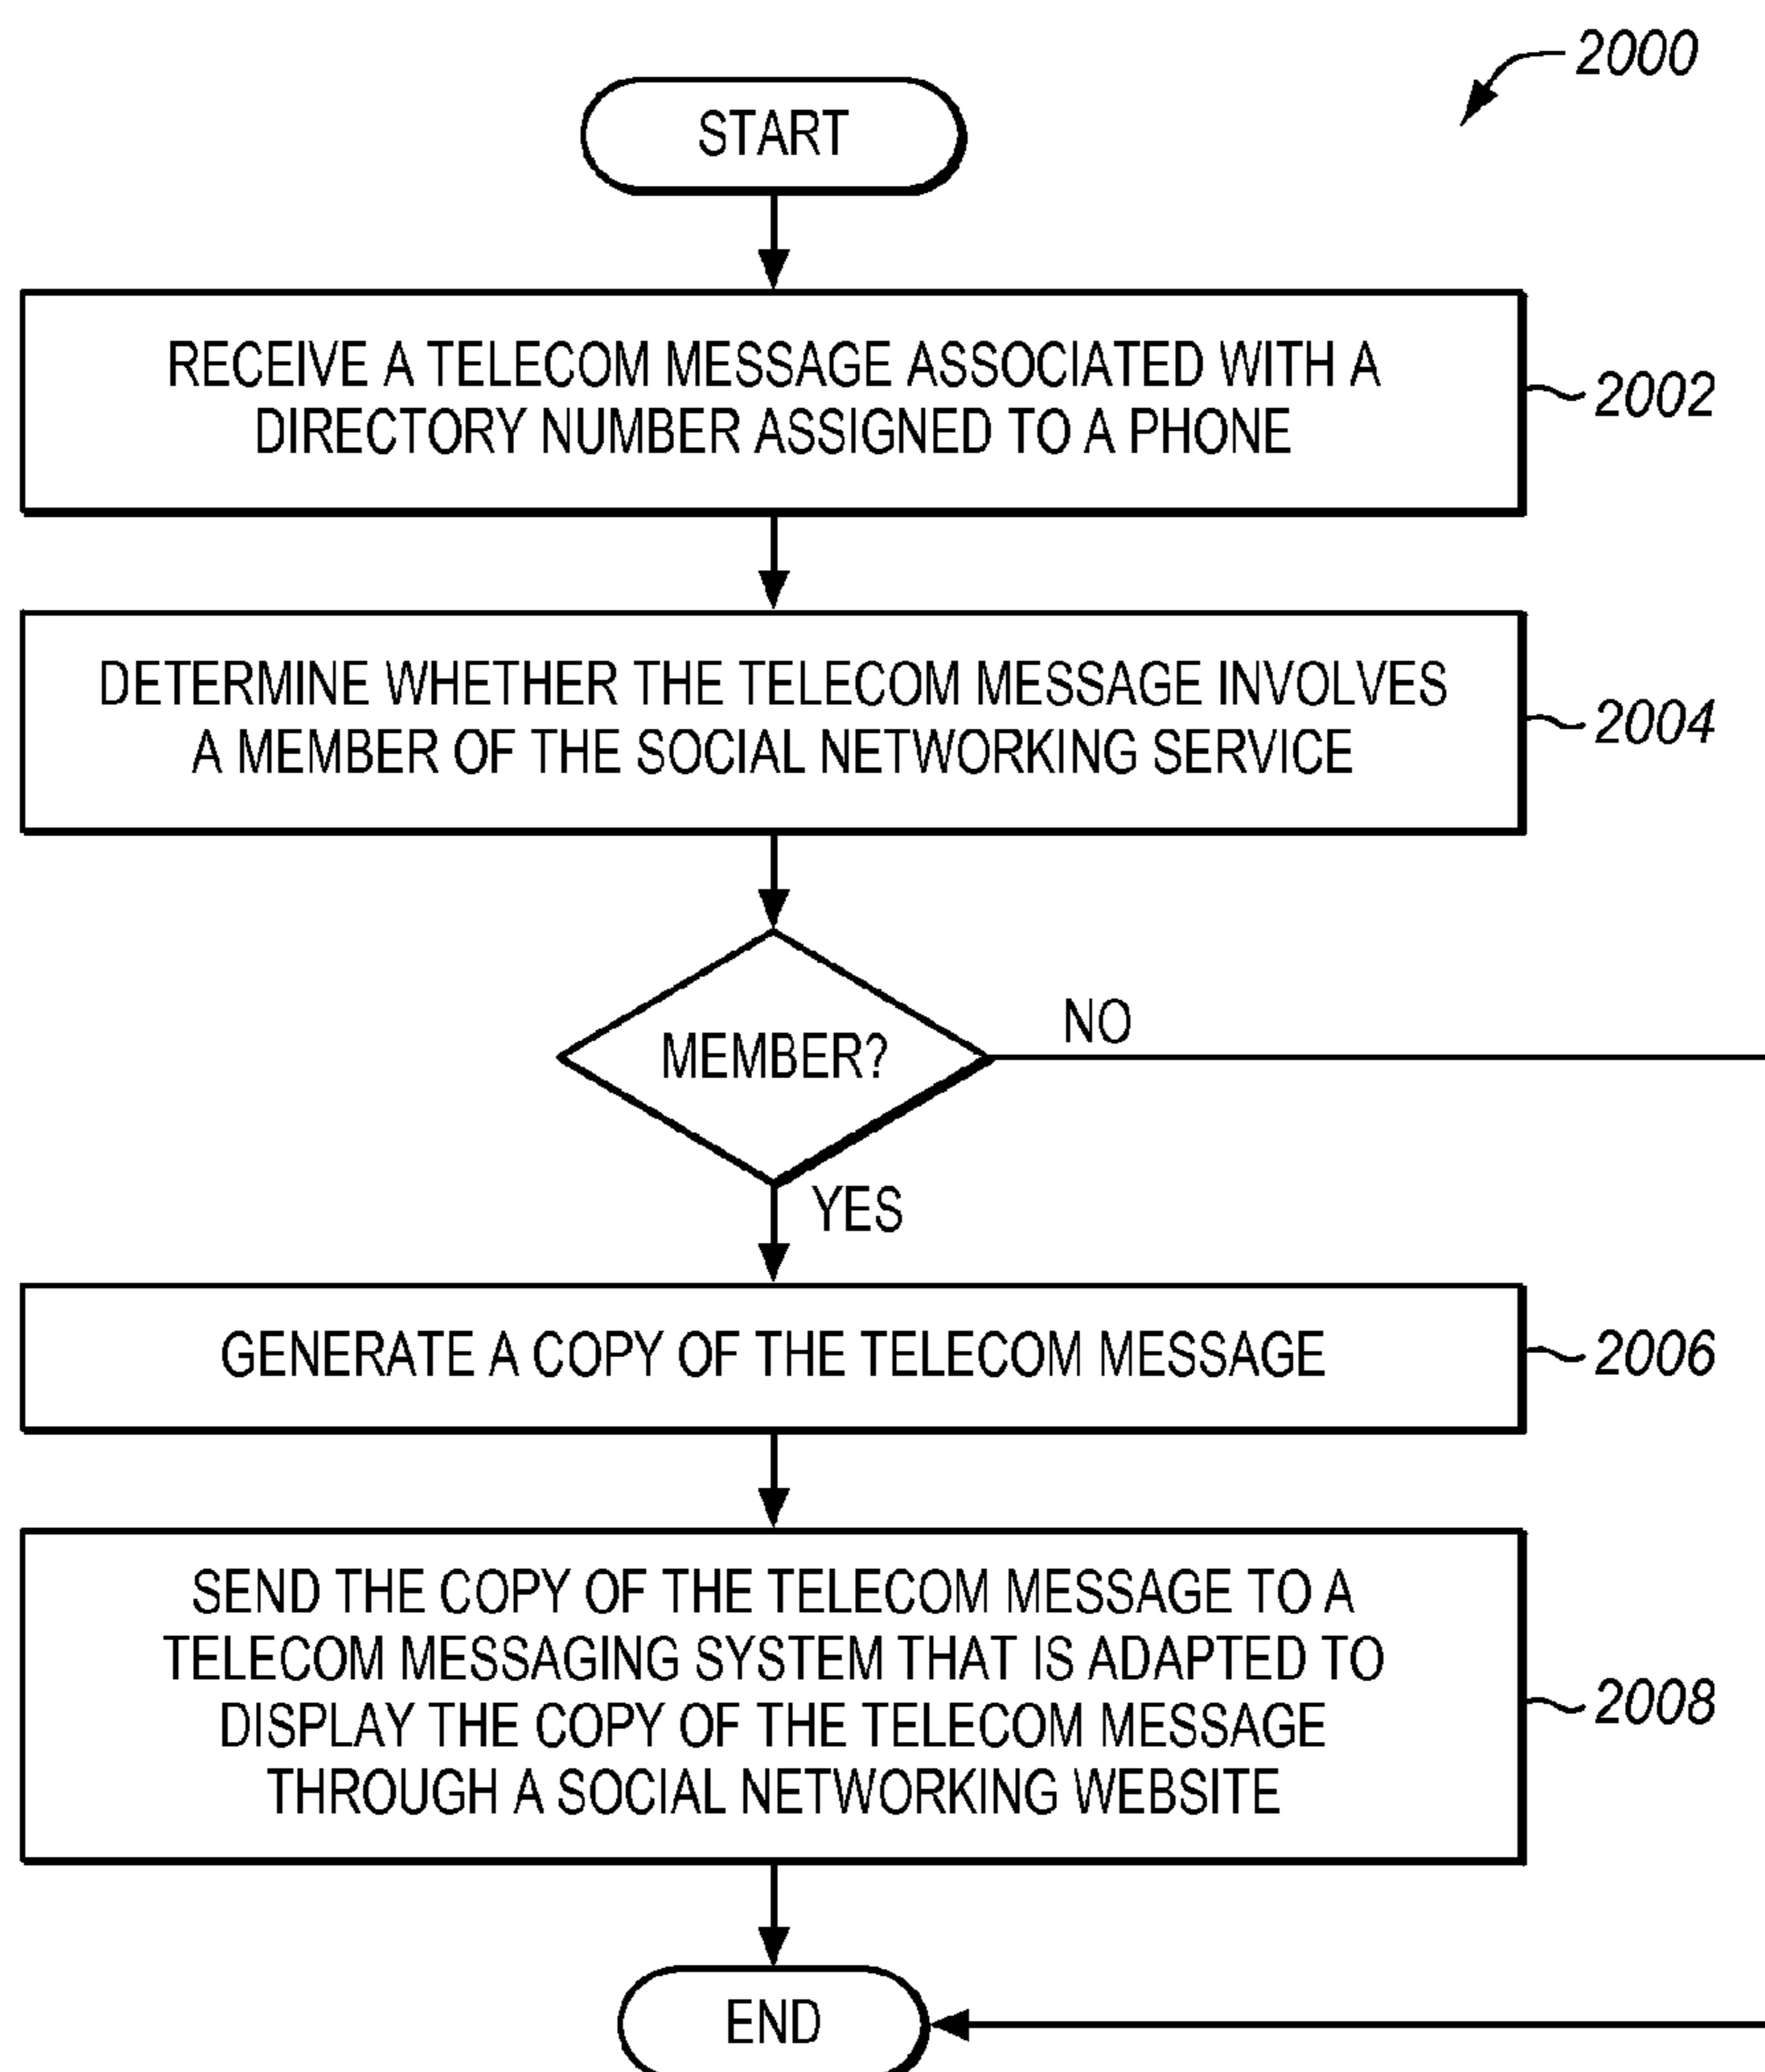 2000
START
RECEIVE A TELECOM MESSAGE ASSOCIATED WITH A
DIRECTORY NUMBER ASSIGNED TO A PHONE
2002
DETERMINE WHETHER THE TELECOM MESSAGE INVOLVES
A MEMBER OF THE SOCIAL NETWORKING SERVICE
2004
MEMBER?
NO
YES
GENERATE A COPY OF THE TELECOM MESSAGE
2006
SEND THE COPY OF THE TELECOM MESSAGE TO A
TELECOM MESSAGING SYSTEM THAT IS ADAPTED TO
DISPLAY THE COPY OF THE TELECOM MESSAGE
THROUGH A SOCIAL NETWORKING WEBSITE
2008
END